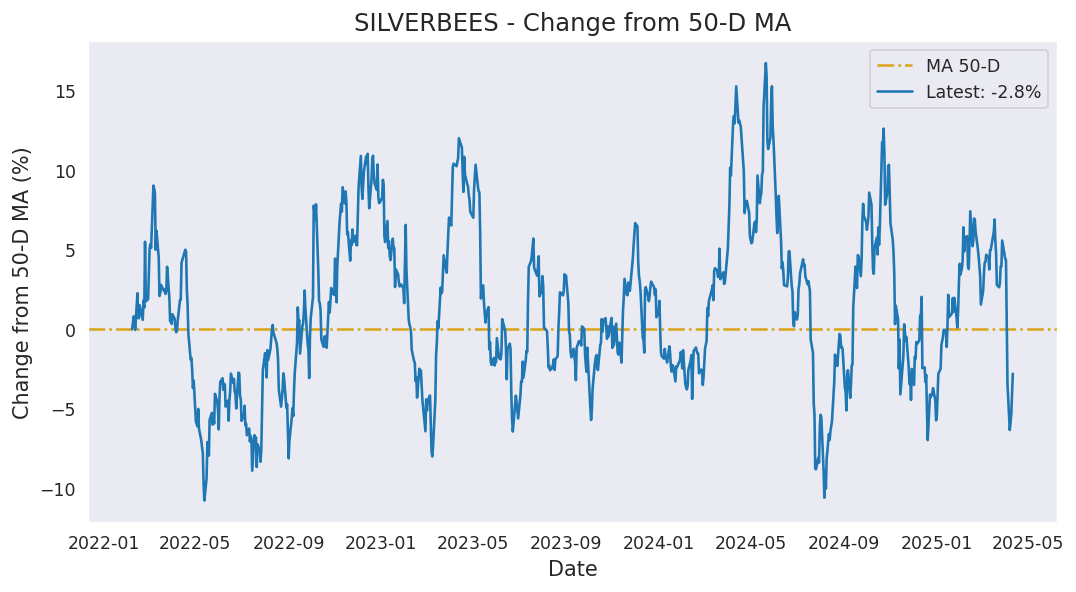 SILVERBEES - Change from 50-D MA
MA 50-D
Latest: -2.8%
Change from 50-D MA (%)
15
10
5
0
−5
−10
2022-01 2022-05 2022-09 2023-01 2023-05 2023-09 2024-01 2024-05 2024-09 2025-01 2025-05
Date